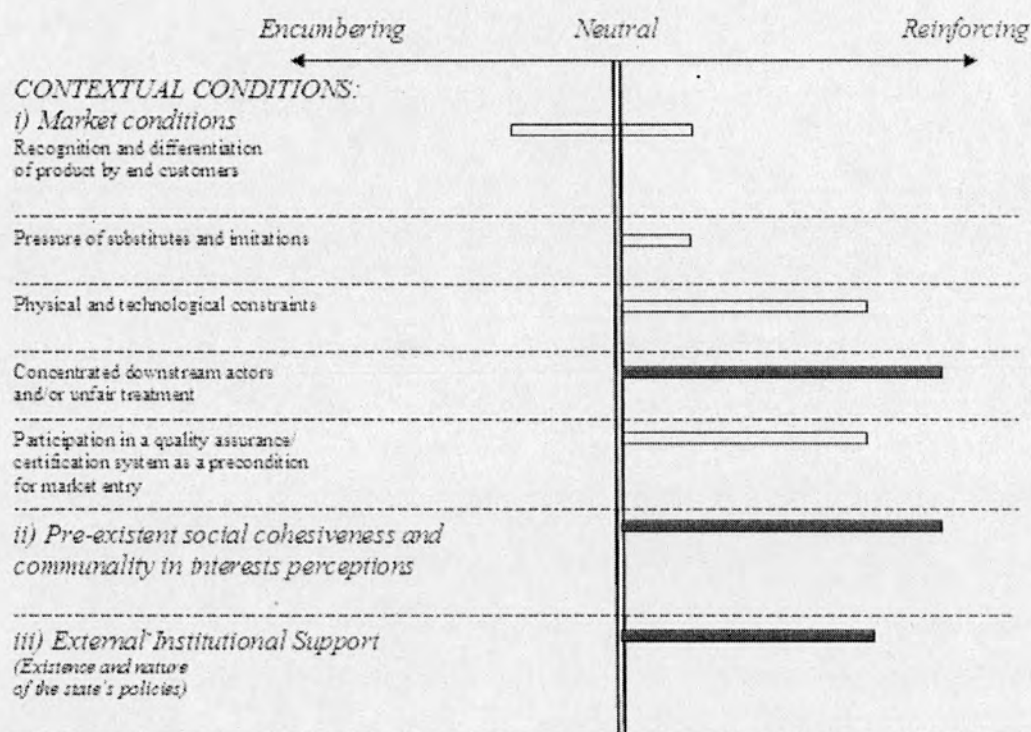 Encumbering Neutral Reinforcing
CONTEXTUAL CONDITIONS:
i) Market conditions
Recognition and differentiation
of product by end customers
Pressure of substitutes and imitations
Physical and technological constraints
Concentrated downstream actors
and/or unfair treatment
Participation in a quality assurance/
certification system as a precondition
for market entry
ii) Pre-existent social cohesiveness and
communality in interests perceptions
iii) External Institutional Support
(Existence and nature
of the state's policies)